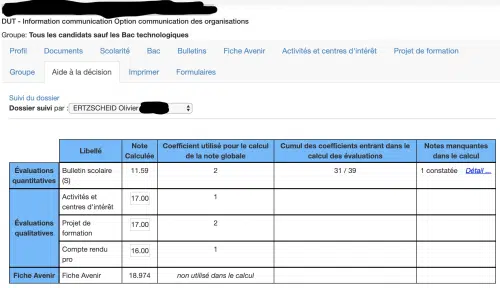 DUT - Information communication Option communication des organisations
Groupe: Tous les candidats sauf les Bac technologiques
Profil Documents Scolarité Bac Bulletins Fiche Avenir Activités et centres d'intérêt Projet de formation
Groupe Aide à la décision Imprimer Formulaires
Suivi du dossier
Dossier suivi par : ERTZSCHEID Olivier
Libellé Note Calculée Coefficient utilisé pour le calcul de la note globale Cumul des coefficients entrant dans le calcul des évaluations Notes manquantes dans le calcul
Évaluations quantitatives Bulletin scolaire (S) 11.59 2 31 / 39 1 constatée Détail ...
Évaluations qualitatives Activités et centres d'intérêt 17.00 1
Projet de formation 17.00 2
Compte rendu pro 16.00 1
Fiche Avenir Fiche Avenir 18.974 non utilisé dans le calcul